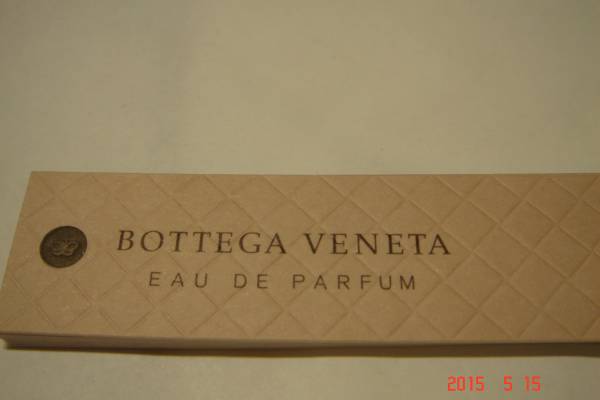 BOTTEGA VENETA
EAU DE PARFUM
2015 5 15